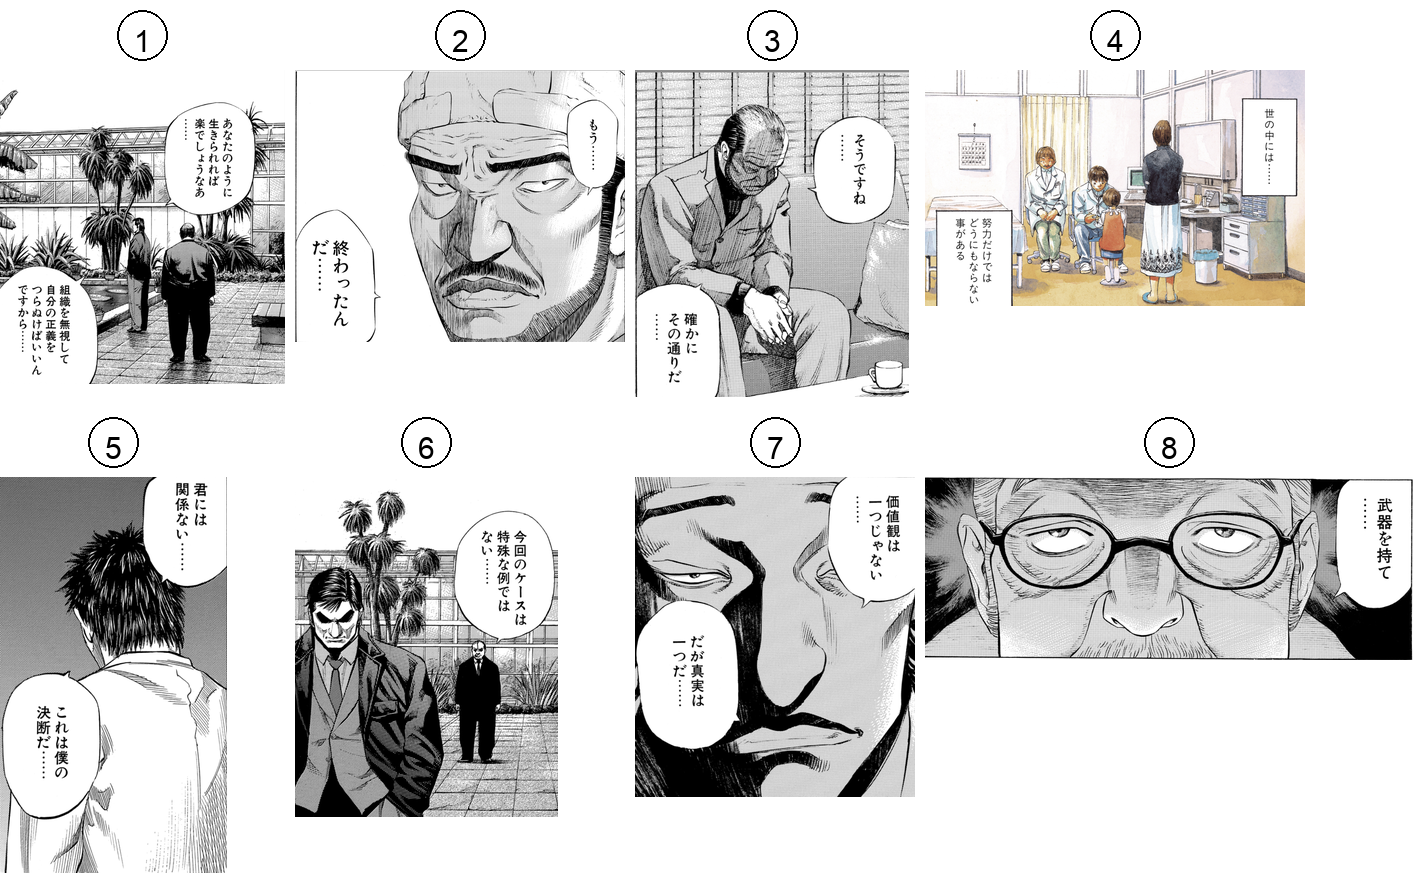 1
あなたのように
生きられれば
楽でしょうなあ
……
組織を無視して
自分の正義を
つらぬけばいいん
ですから……
2
もう……
終わったん
だ……
3
そうですね
……
確かに
その通りだ
……
4
世の中には……
努力だけでは
どうにもならない
事がある
5
君には
関係ない……
これは僕の
決断だ……
6
今回のケースは
特殊な例では
ない……
7
価値観は
一つじゃない
……
だが真実は
一つだ……
8
武器を持て
……